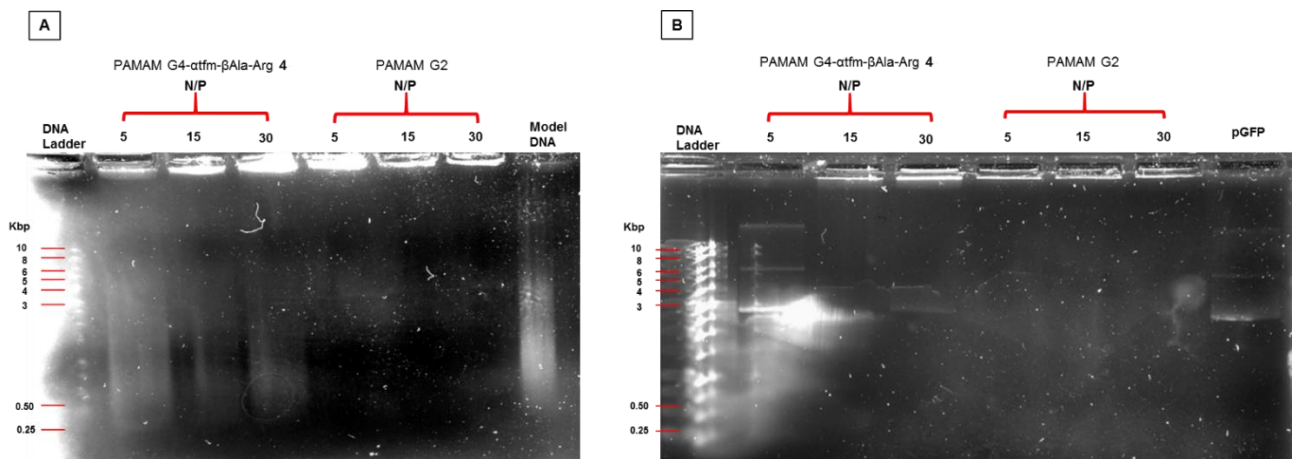 A
PAMAM G4-αtfm-βAla-Arg 4
PAMAM G2
N/P
N/P
DNA Ladder
5
15
30
5
15
30
Model DNA
Kbp
10
8
6
5
4
3
0.50
0.25
B
PAMAM G4-αtfm-βAla-Arg 4
PAMAM G2
N/P
N/P
DNA Ladder
5
15
30
5
15
30
pGFP
Kbp
10
8
6
5
4
3
0.50
0.25